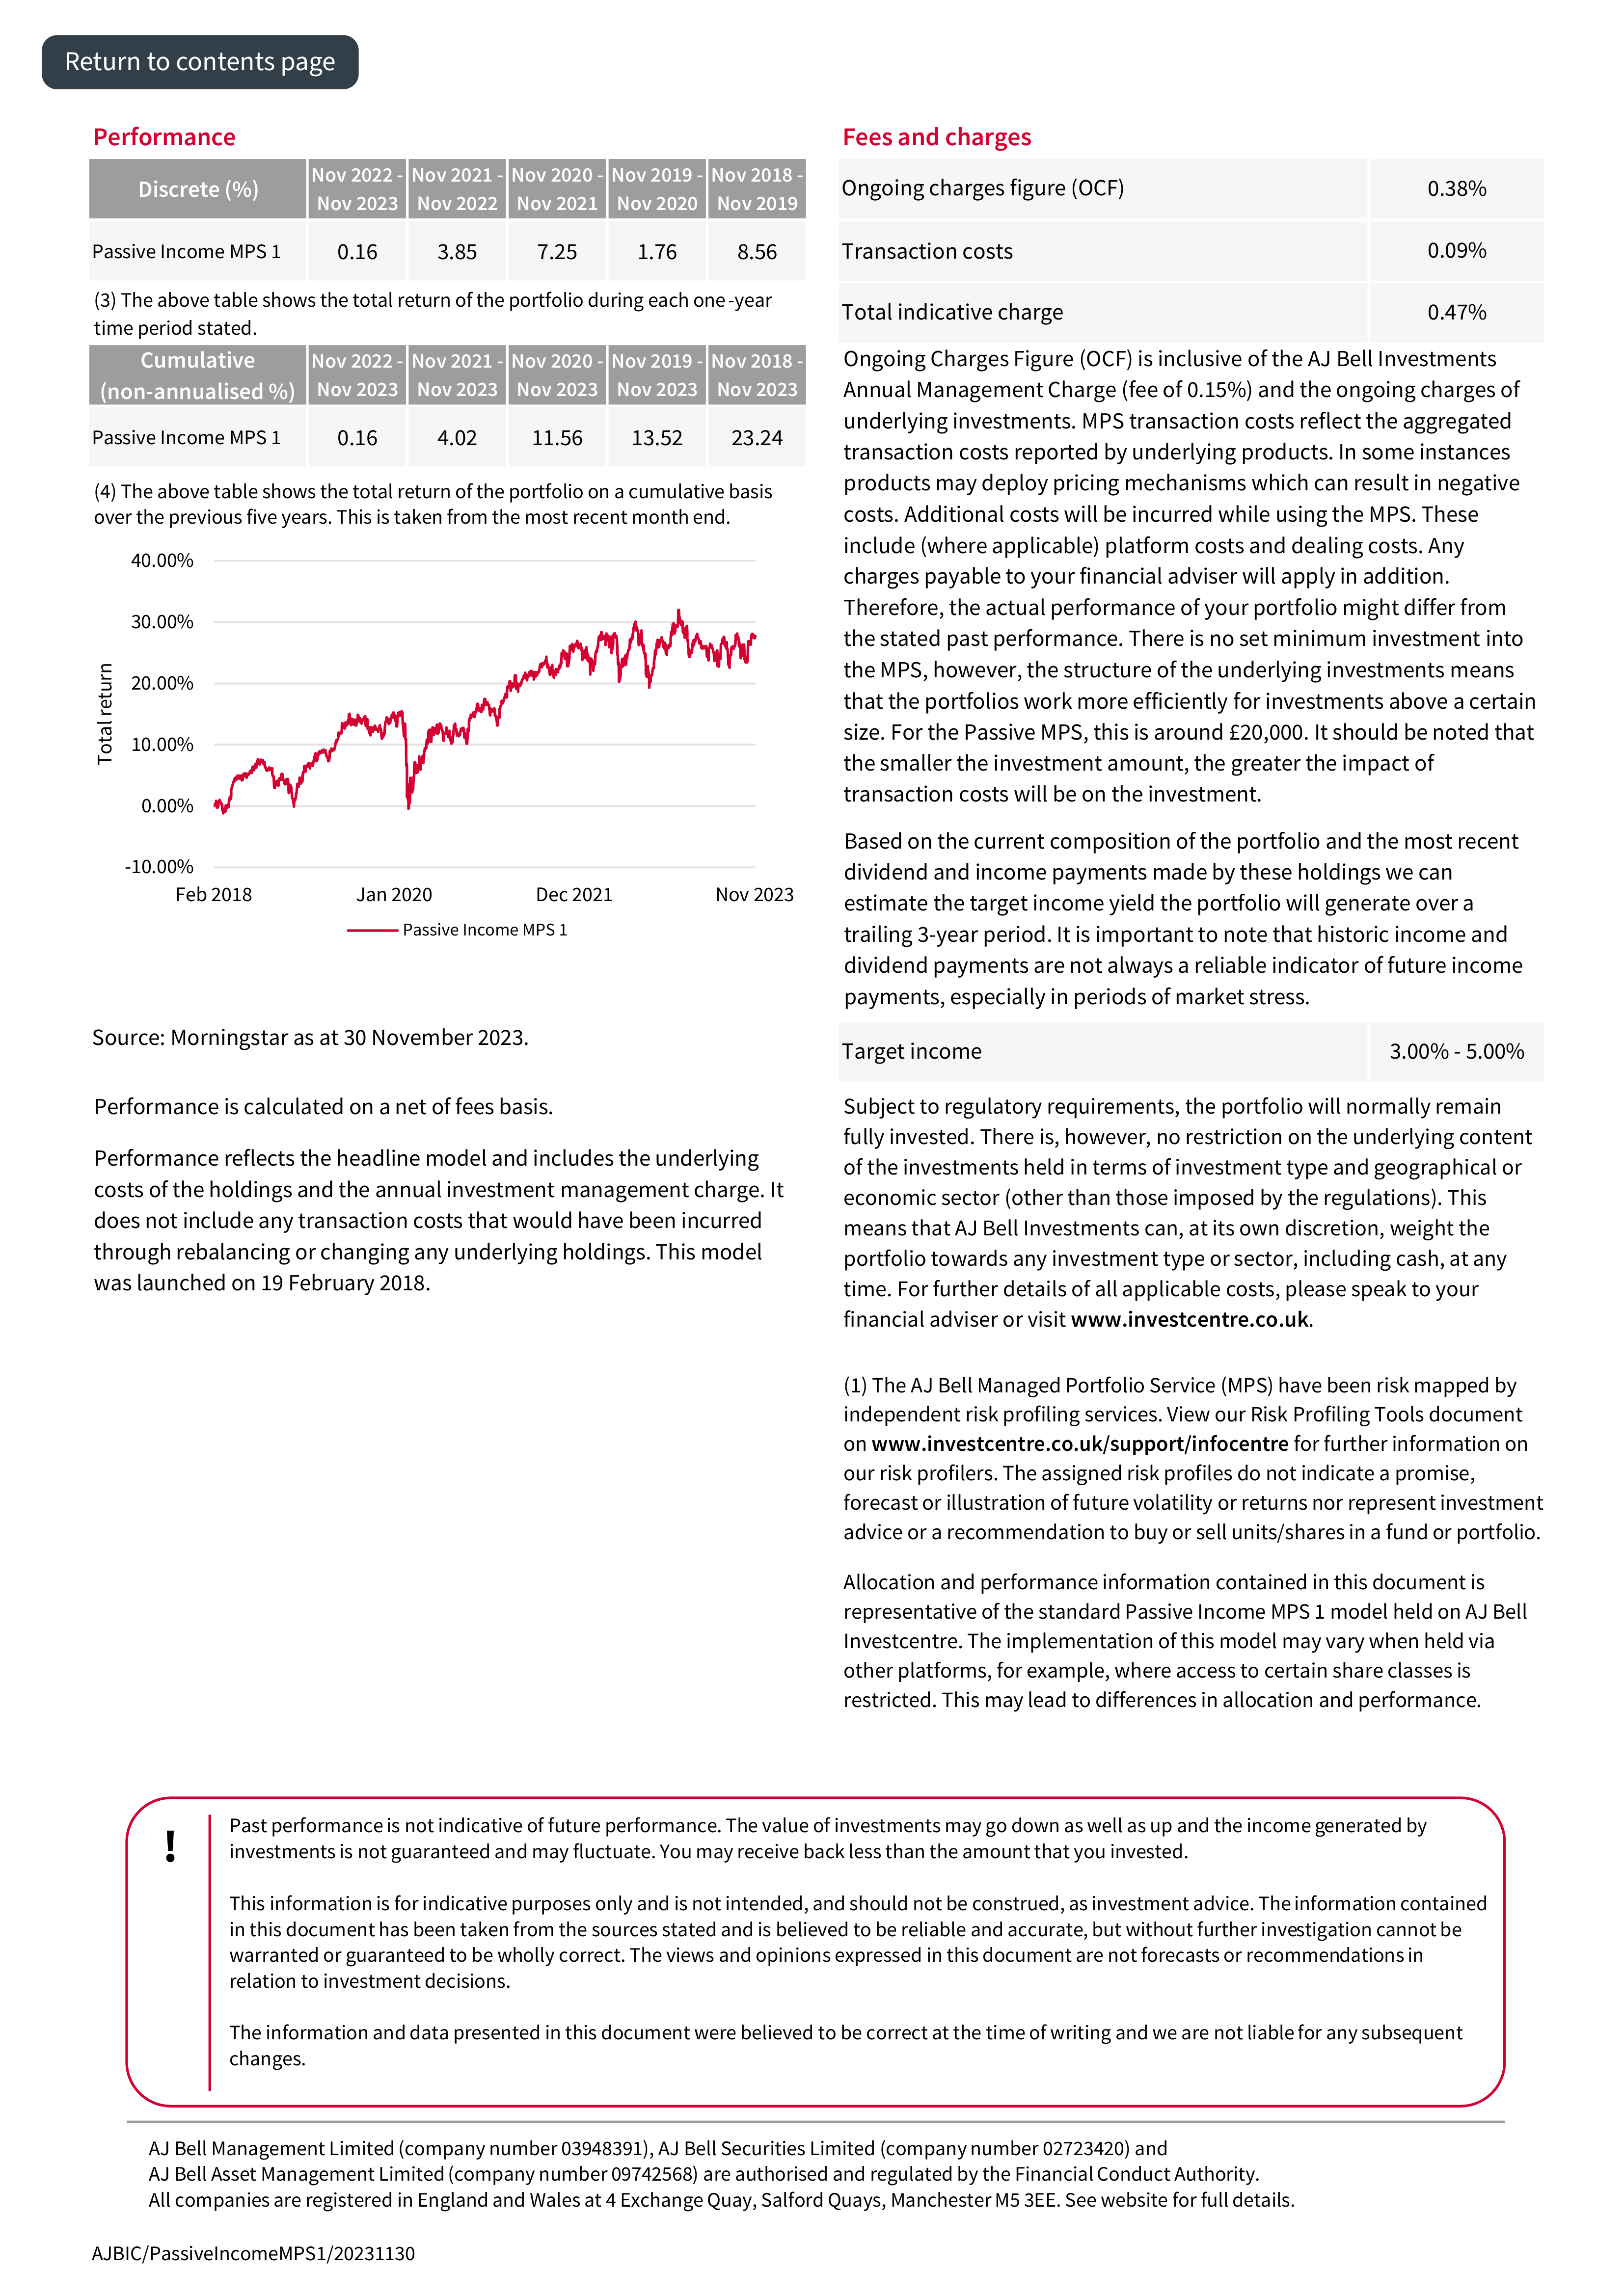 Return to contents page
Performance
Discrete (%)
Nov 2022 -
Nov 2023
Nov 2021 -
Nov 2022
Nov 2020 -
Nov 2021
Nov 2019 -
Nov 2020
Nov 2018 -
Nov 2019
Passive Income MPS 1 0.16 3.85 7.25 1.76 8.56
(3) The above table shows the total return of the portfolio during each one-year
time period stated.
Cumulative
(non-annualised %)
Nov 2022 -
Nov 2023
Nov 2021 -
Nov 2023
Nov 2020 -
Nov 2023
Nov 2019 -
Nov 2023
Nov 2018 -
Nov 2023
Passive Income MPS 1 0.16 4.02 11.56 13.52 23.24
(4) The above table shows the total return of the portfolio on a cumulative basis
over the previous five years. This is taken from the most recent month end.
Total return
40.00%
30.00%
20.00%
10.00%
0.00%
-10.00%
Feb 2018 Jan 2020 Dec 2021 Nov 2023
Passive Income MPS 1
Source: Morningstar as at 30 November 2023.
Performance is calculated on a net of fees basis.
Performance reflects the headline model and includes the underlying
costs of the holdings and the annual investment management charge. It
does not include any transaction costs that would have been incurred
through rebalancing or changing any underlying holdings. This model
was launched on 19 February 2018.
Fees and charges
Ongoing charges figure (OCF) 0.38%
Transaction costs 0.09%
Total indicative charge 0.47%
Ongoing Charges Figure (OCF) is inclusive of the AJ Bell Investments
Annual Management Charge (fee of 0.15%) and the ongoing charges of
underlying investments. MPS transaction costs reflect the aggregated
transaction costs reported by underlying products. In some instances
products may deploy pricing mechanisms which can result in negative
costs. Additional costs will be incurred while using the MPS. These
include (where applicable) platform costs and dealing costs. Any
charges payable to your financial adviser will apply in addition.
Therefore, the actual performance of your portfolio might differ from
the stated past performance. There is no set minimum investment into
the MPS, however, the structure of the underlying investments means
that the portfolios work more efficiently for investments above a certain
size. For the Passive MPS, this is around £20,000. It should be noted that
the smaller the investment amount, the greater the impact of
transaction costs will be on the investment.
Based on the current composition of the portfolio and the most recent
dividend and income payments made by these holdings we can
estimate the target income yield the portfolio will generate over a
trailing 3-year period. It is important to note that historic income and
dividend payments are not always a reliable indicator of future income
payments, especially in periods of market stress.
Target income 3.00% - 5.00%
Subject to regulatory requirements, the portfolio will normally remain
fully invested. There is, however, no restriction on the underlying content
of the investments held in terms of investment type and geographical or
economic sector (other than those imposed by the regulations). This
means that AJ Bell Investments can, at its own discretion, weight the
portfolio towards any investment type or sector, including cash, at any
time. For further details of all applicable costs, please speak to your
financial adviser or visit www.investcentre.co.uk.
(1) The AJ Bell Managed Portfolio Service (MPS) have been risk mapped by
independent risk profiling services. View our Risk Profiling Tools document
on www.investcentre.co.uk/support/infocentre for further information on
our risk profilers. The assigned risk profiles do not indicate a promise,
forecast or illustration of future volatility or returns nor represent investment
advice or a recommendation to buy or sell units/shares in a fund or portfolio.
Allocation and performance information contained in this document is
representative of the standard Passive Income MPS 1 model held on AJ Bell
Investcentre. The implementation of this model may vary when held via
other platforms, for example, where access to certain share classes is
restricted. This may lead to differences in allocation and performance.
!
Past performance is not indicative of future performance. The value of investments may go down as well as up and the income generated by
investments is not guaranteed and may fluctuate. You may receive back less than the amount that you invested.
This information is for indicative purposes only and is not intended, and should not be construed, as investment advice. The information contained
in this document has been taken from the sources stated and is believed to be reliable and accurate, but without further investigation cannot be
warranted or guaranteed to be wholly correct. The views and opinions expressed in this document are not forecasts or recommendations in
relation to investment decisions.
The information and data presented in this document were believed to be correct at the time of writing and we are not liable for any subsequent
changes.
AJ Bell Management Limited (company number 03948391), AJ Bell Securities Limited (company number 02723420) and
AJ Bell Asset Management Limited (company number 09742568) are authorised and regulated by the Financial Conduct Authority.
All companies are registered in England and Wales at 4 Exchange Quay, Salford Quays, Manchester M5 3EE. See website for full details.
AJBIC/PassiveIncomeMPS1/20231130